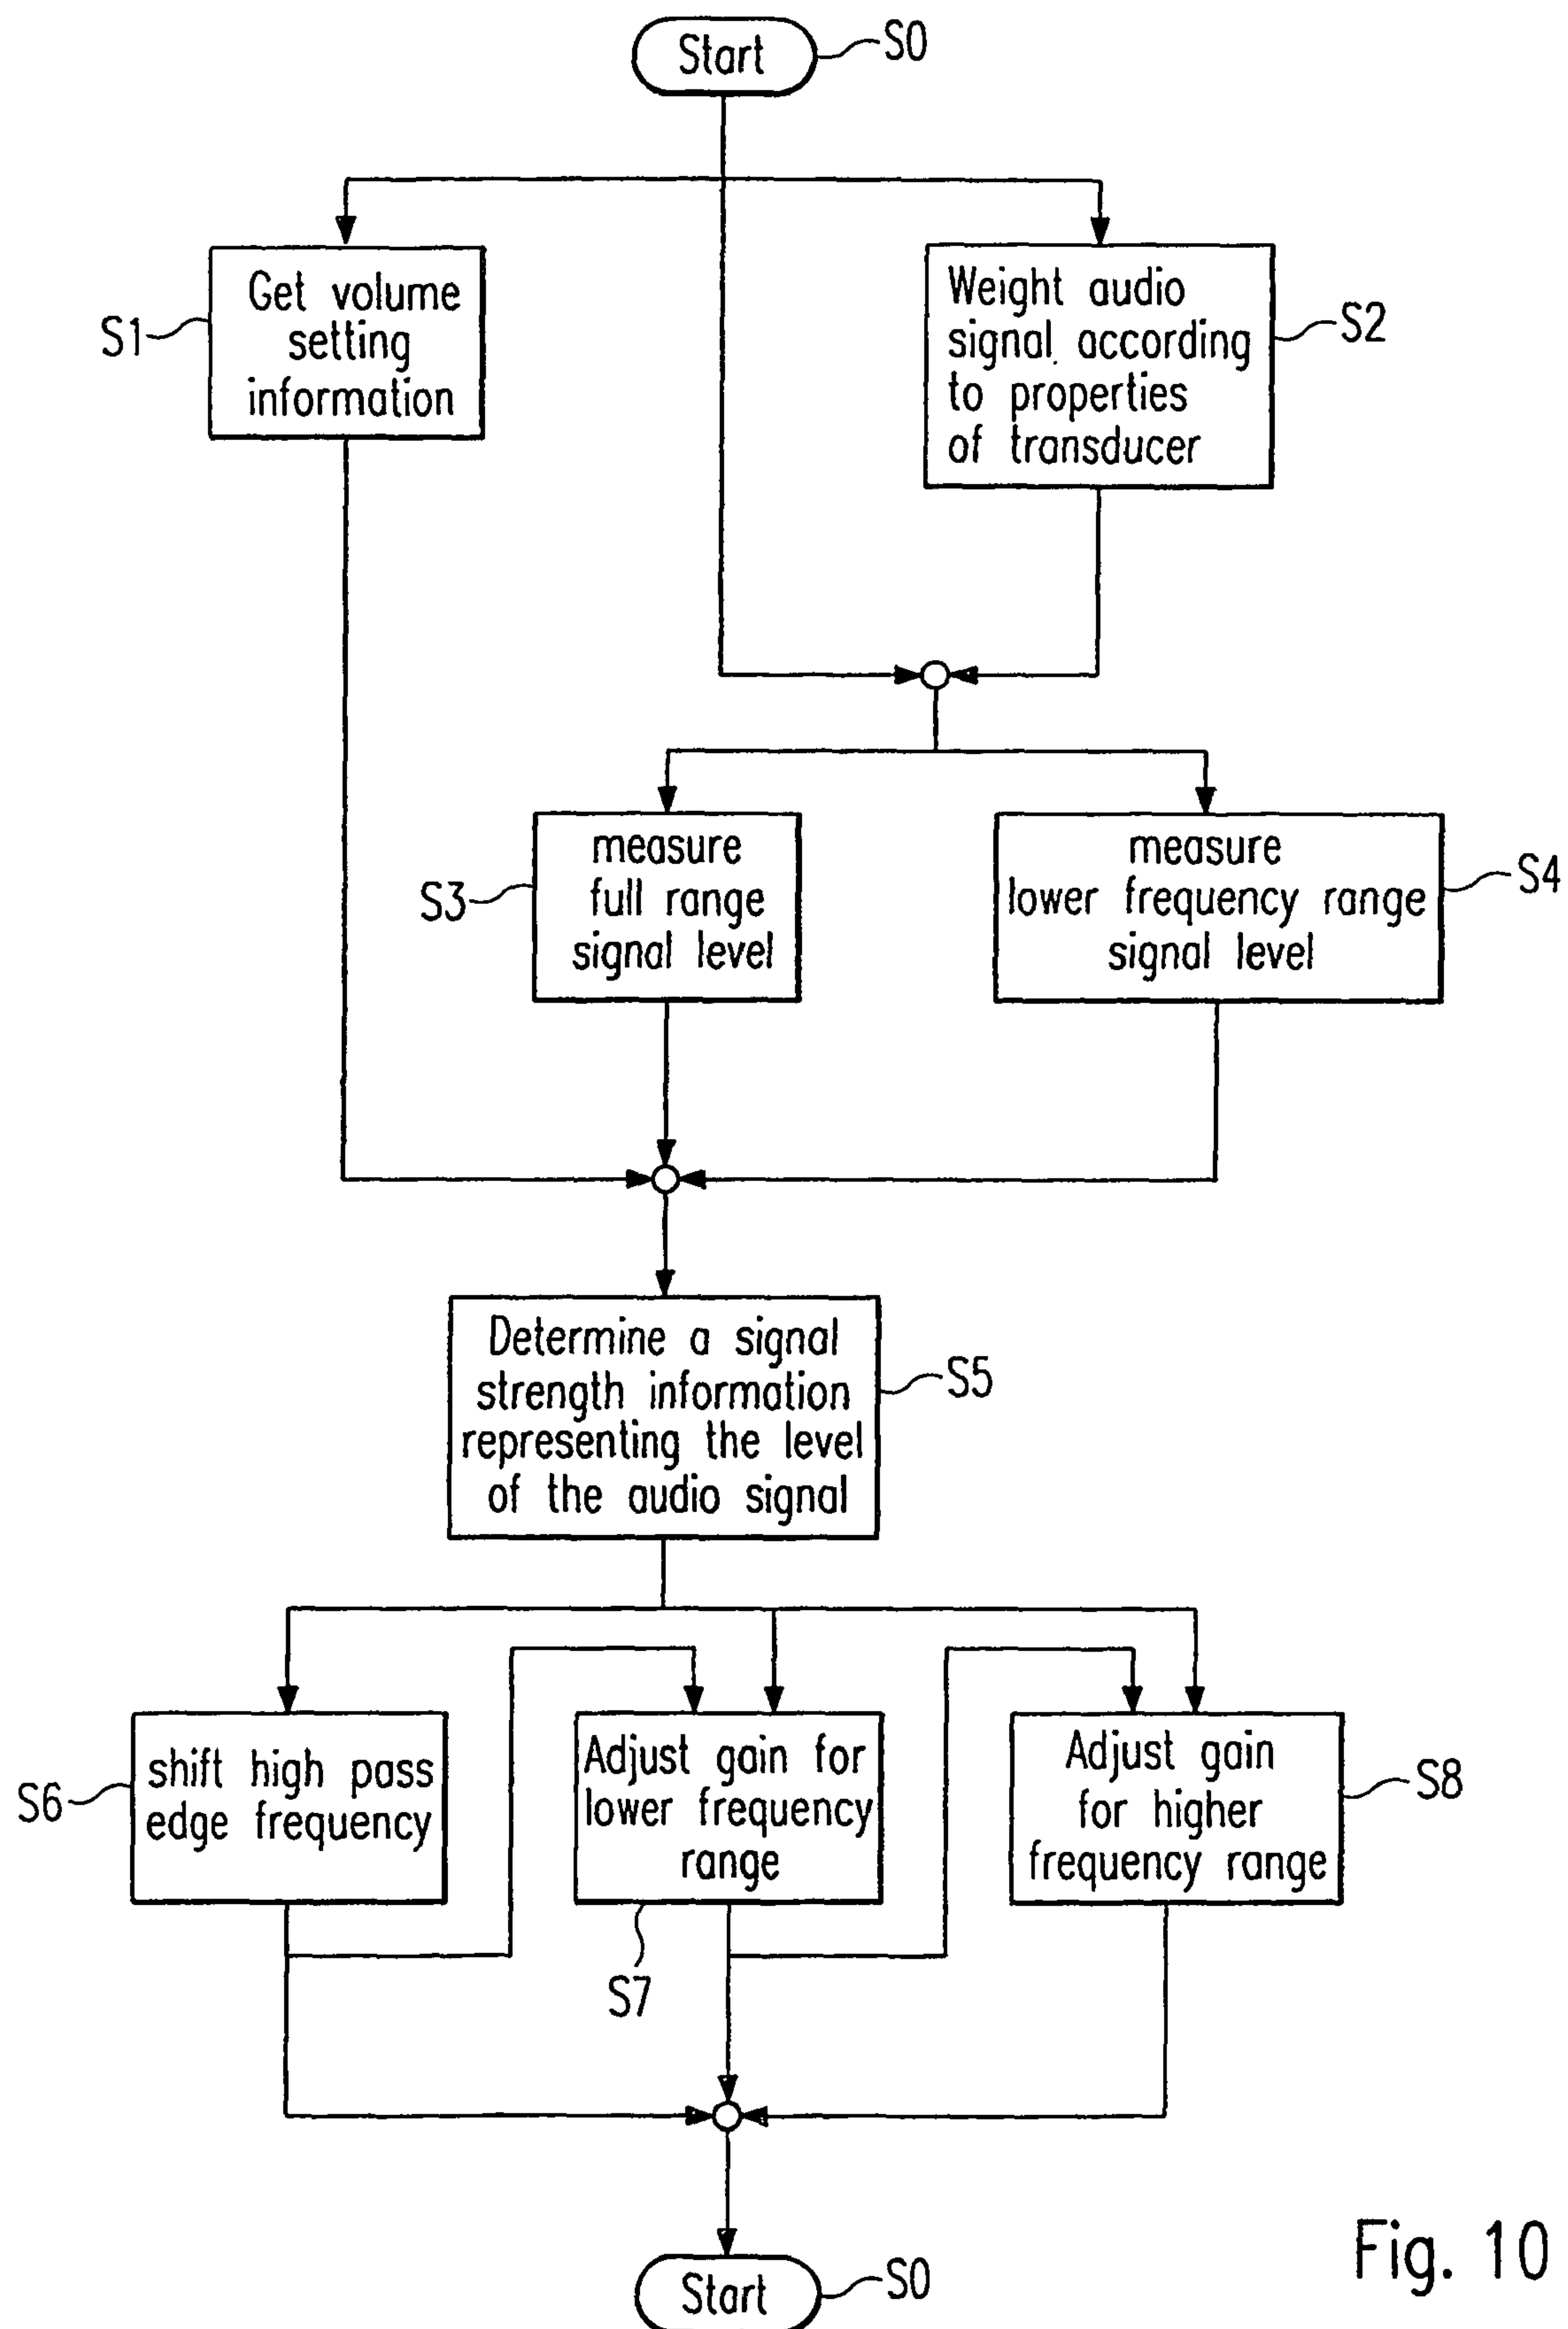 Start
S0
Get volume
setting
information
S1
Weight audio
signal according
to properties
of transducer
S2
measure
full range
signal level
S3
measure
lower frequency range
signal level
S4
Determine a signal
strength information
representing the level
of the audio signal
S5
shift high pass
edge frequency
S6
Adjust gain for
lower frequency
range
S7
Adjust gain
for higher
frequency range
S8
Start
S0
Fig. 10